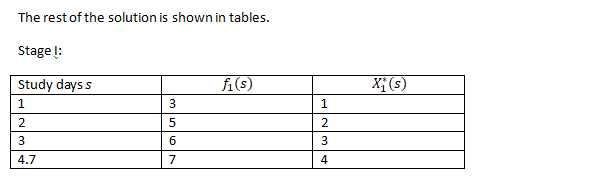 The rest of the solution is shown in tables.
Stage I:
Study days s f₁(s) X₁*(s)
1 3 1
2 5 2
3 6 3
4.7 7 4